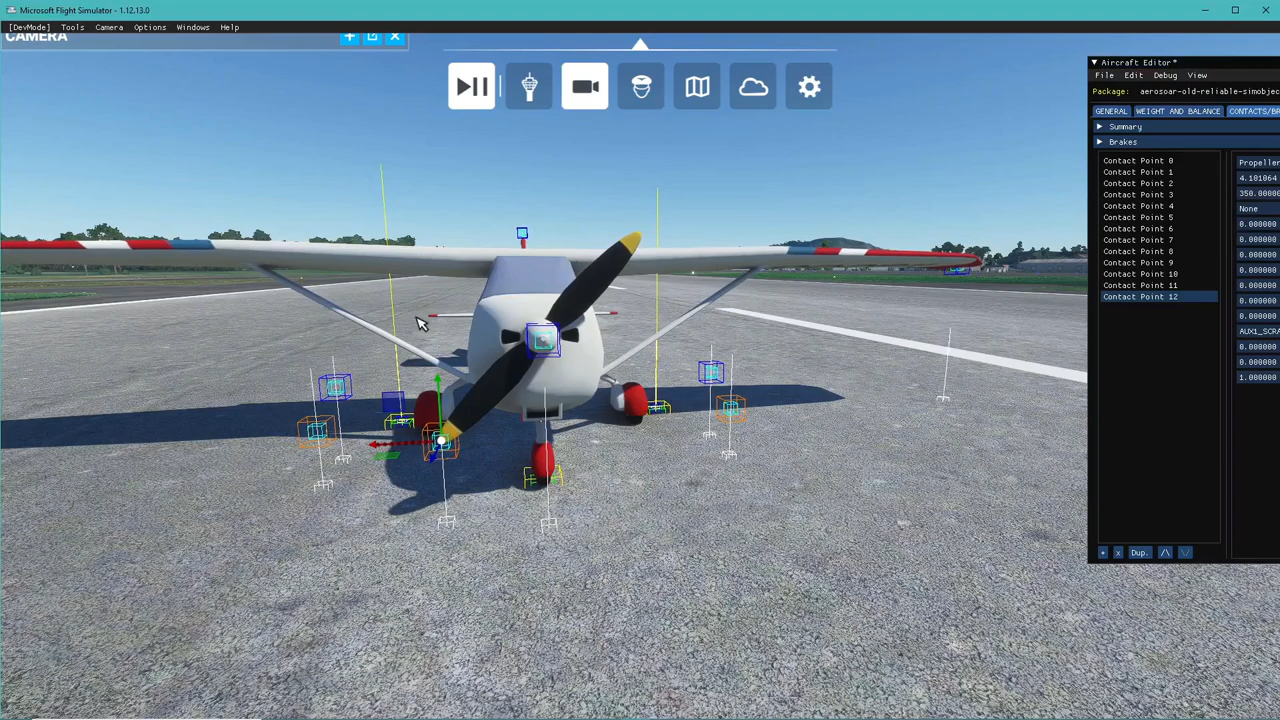 Microsoft Flight Simulator - 1.12.13.0
[DevMode] Tools Camera Options Windows Help
CAMERA
Aircraft Editor*
File Edit Debug View
Package: aerosoar-old-reliable-simobjec
GENERAL WEIGHT AND BALANCE CONTACTS/BR
Summary
Brakes
Contact Point 0
Contact Point 1
Contact Point 2
Contact Point 3
Contact Point 4
Contact Point 5
Contact Point 6
Contact Point 7
Contact Point 8
Contact Point 9
Contact Point 10
Contact Point 11
Contact Point 12
Propeller
4.181064
350.00000
None
0.000000
0.000000
0.000000
0.000000
0.000000
0.000000
0.000000
AUX1_SCR
0.000000
0.000000
1.000000
+ x Dup. /\ \/